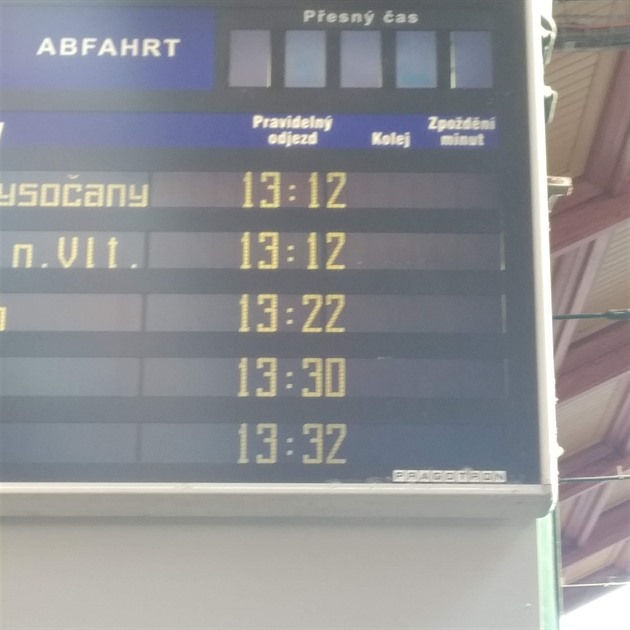 Přesný čas
ABFAHRT
Pravidelný odjezd Kolej Zpoždění minut
ysočany 13:12
n.Vlt. 13:12
13:22
13:30
13:32
PRAGOTRON